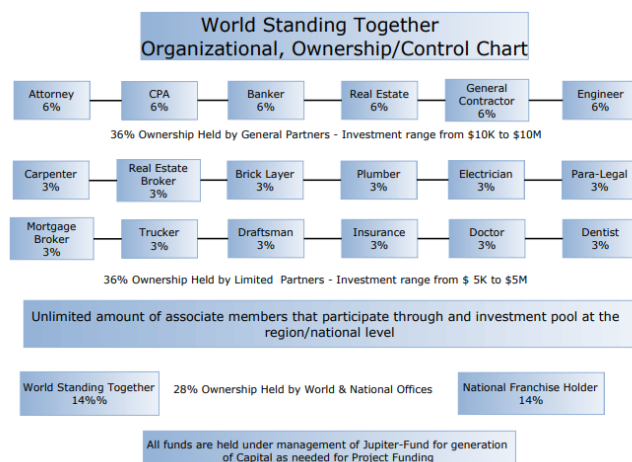 World Standing Together
Organizational, Ownership/Control Chart
Attorney
6%
CPA
6%
Banker
6%
Real Estate
6%
General
Contractor
6%
Engineer
6%
36% Ownership Held by General Partners - Investment range from $10K to $10M
Carpenter
3%
Real Estate
Broker
3%
Brick Layer
3%
Plumber
3%
Electrician
3%
Para-Legal
3%
Mortgage
Broker
3%
Trucker
3%
Draftsman
3%
Insurance
3%
Doctor
3%
Dentist
3%
36% Ownership Held by Limited Partners - Investment range from $ 5K to $5M
Unlimited amount of associate members that participate through and investment pool at the
region/national level
World Standing Together
14%%
28% Ownership Held by World & National Offices
National Franchise Holder
14%
All funds are held under management of Jupiter-Fund for generation
of Capital as needed for Project Funding